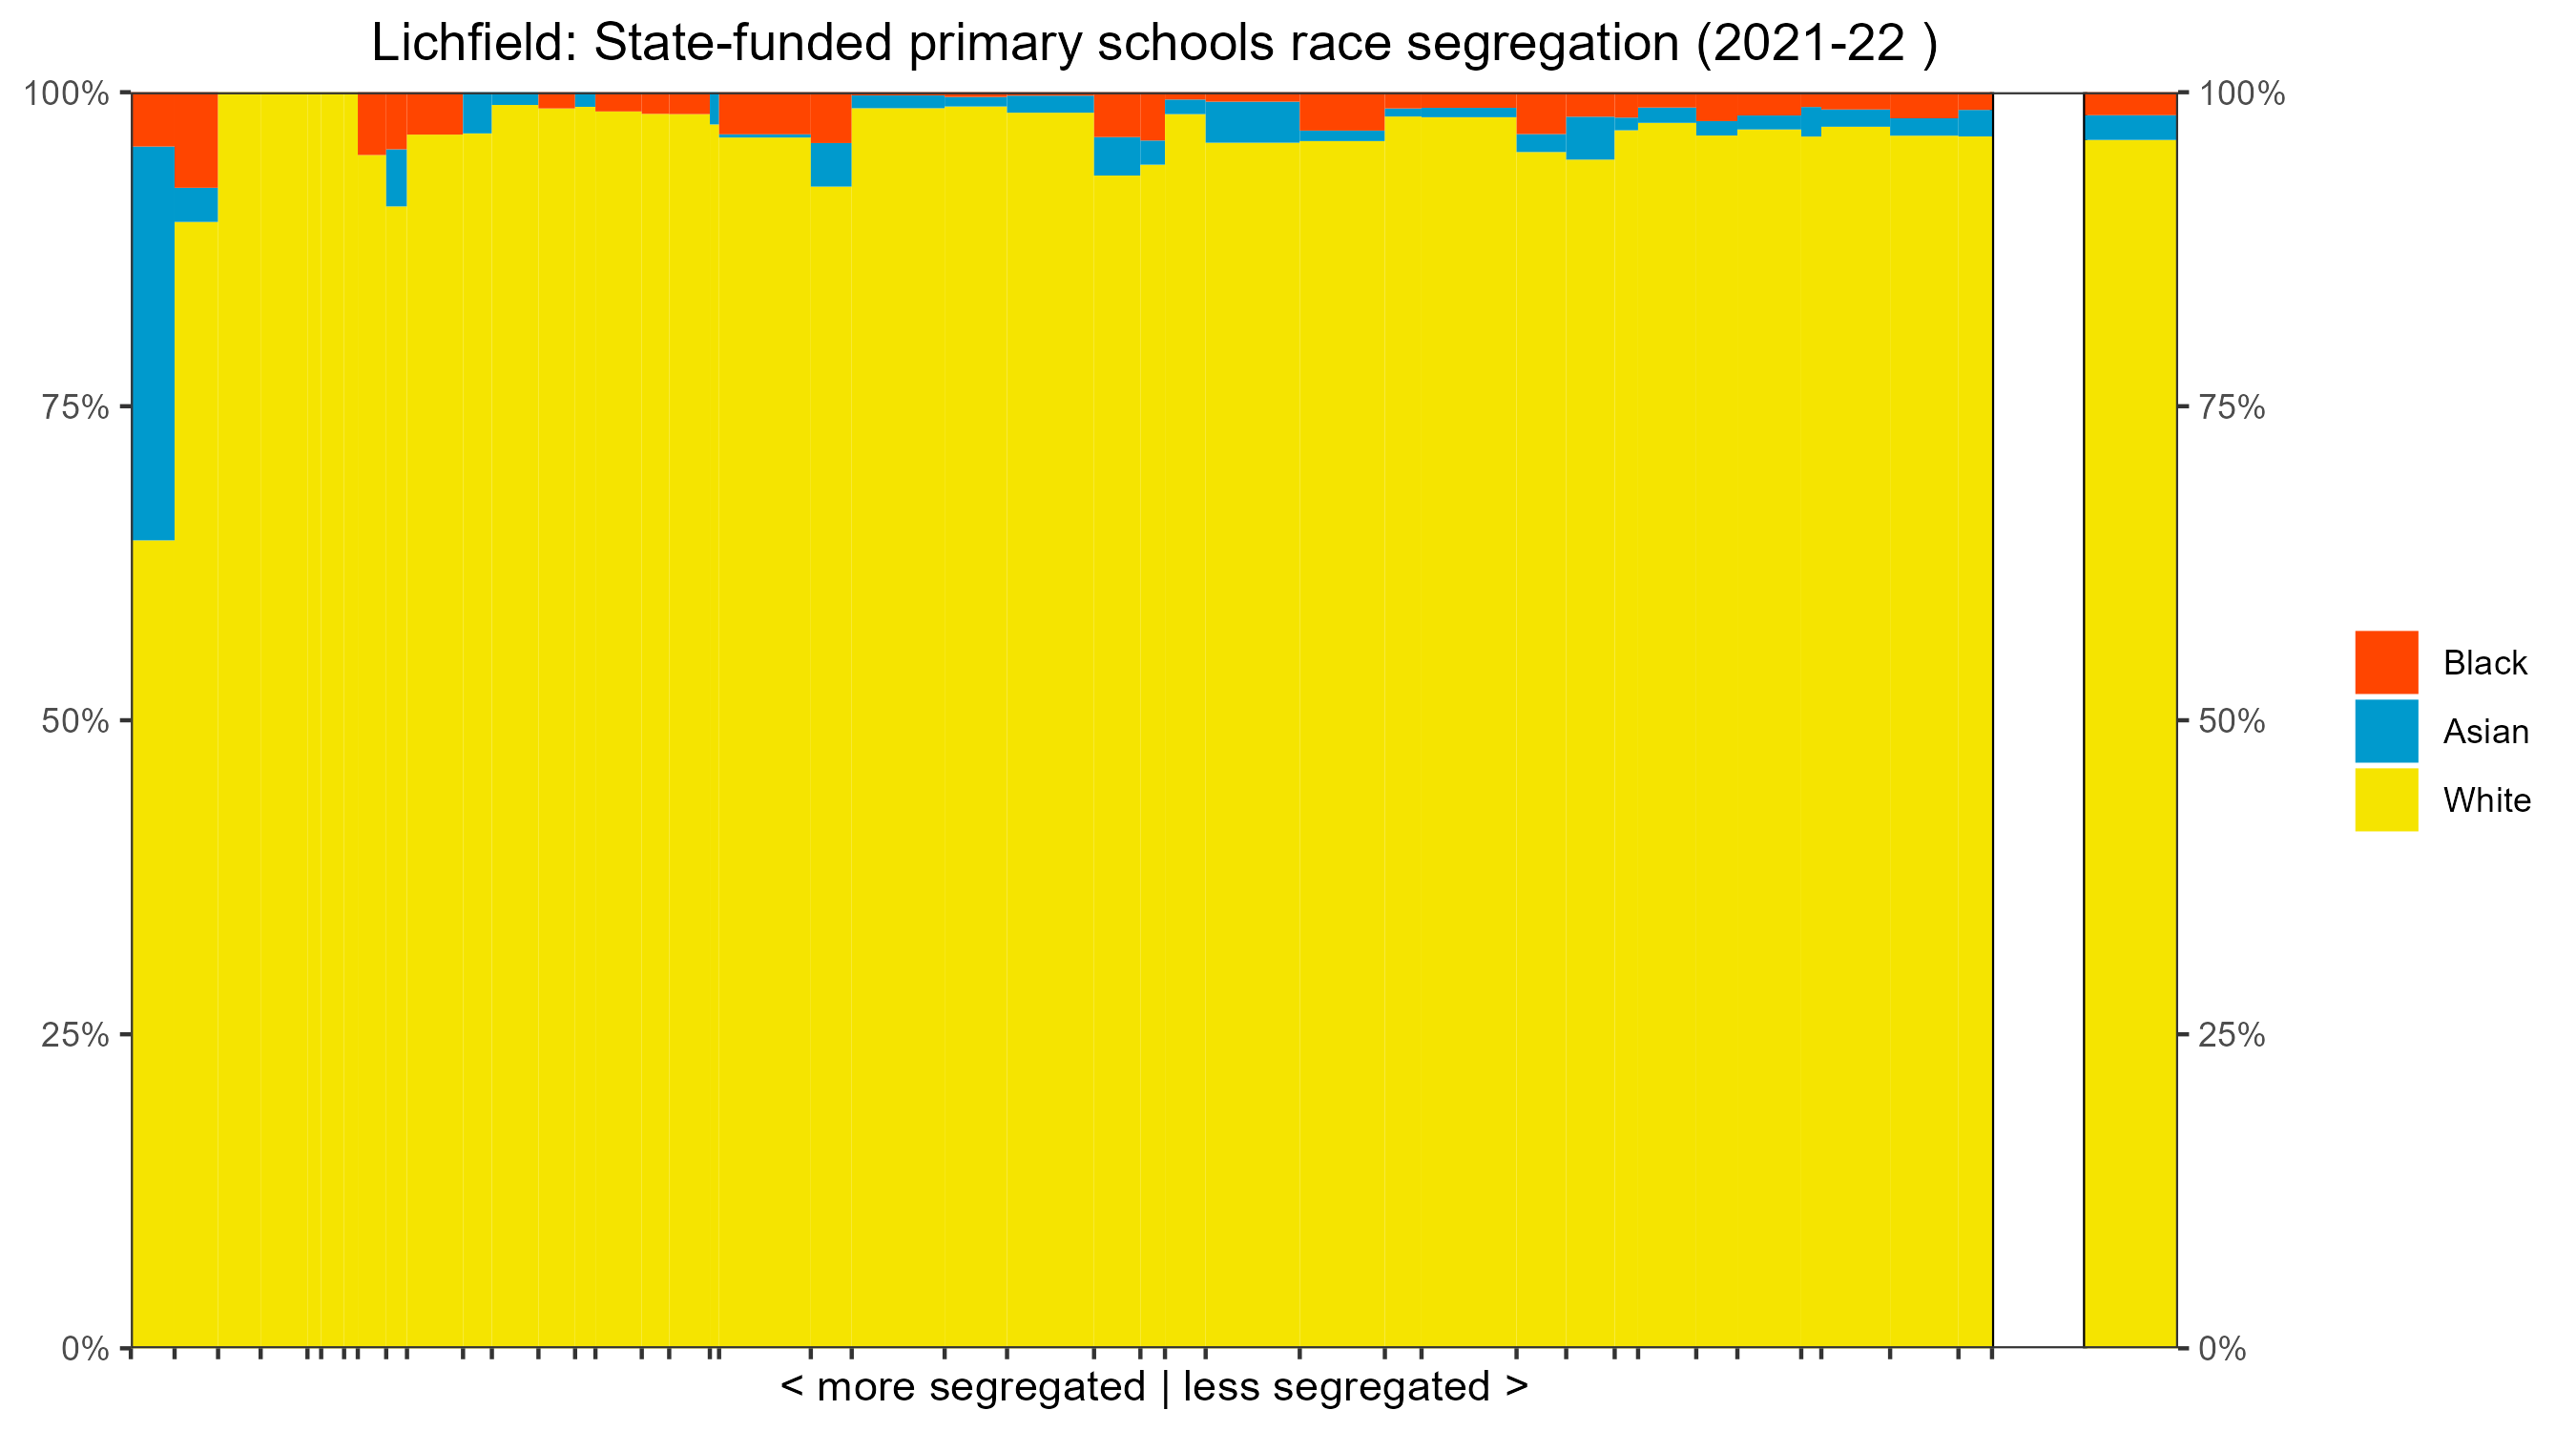 Lichfield: State-funded primary schools race segregation (2021-22 )
100%
75%
50%
25%
0%
100%
75%
50%
25%
0%
Black
Asian
White
< more segregated | less segregated >